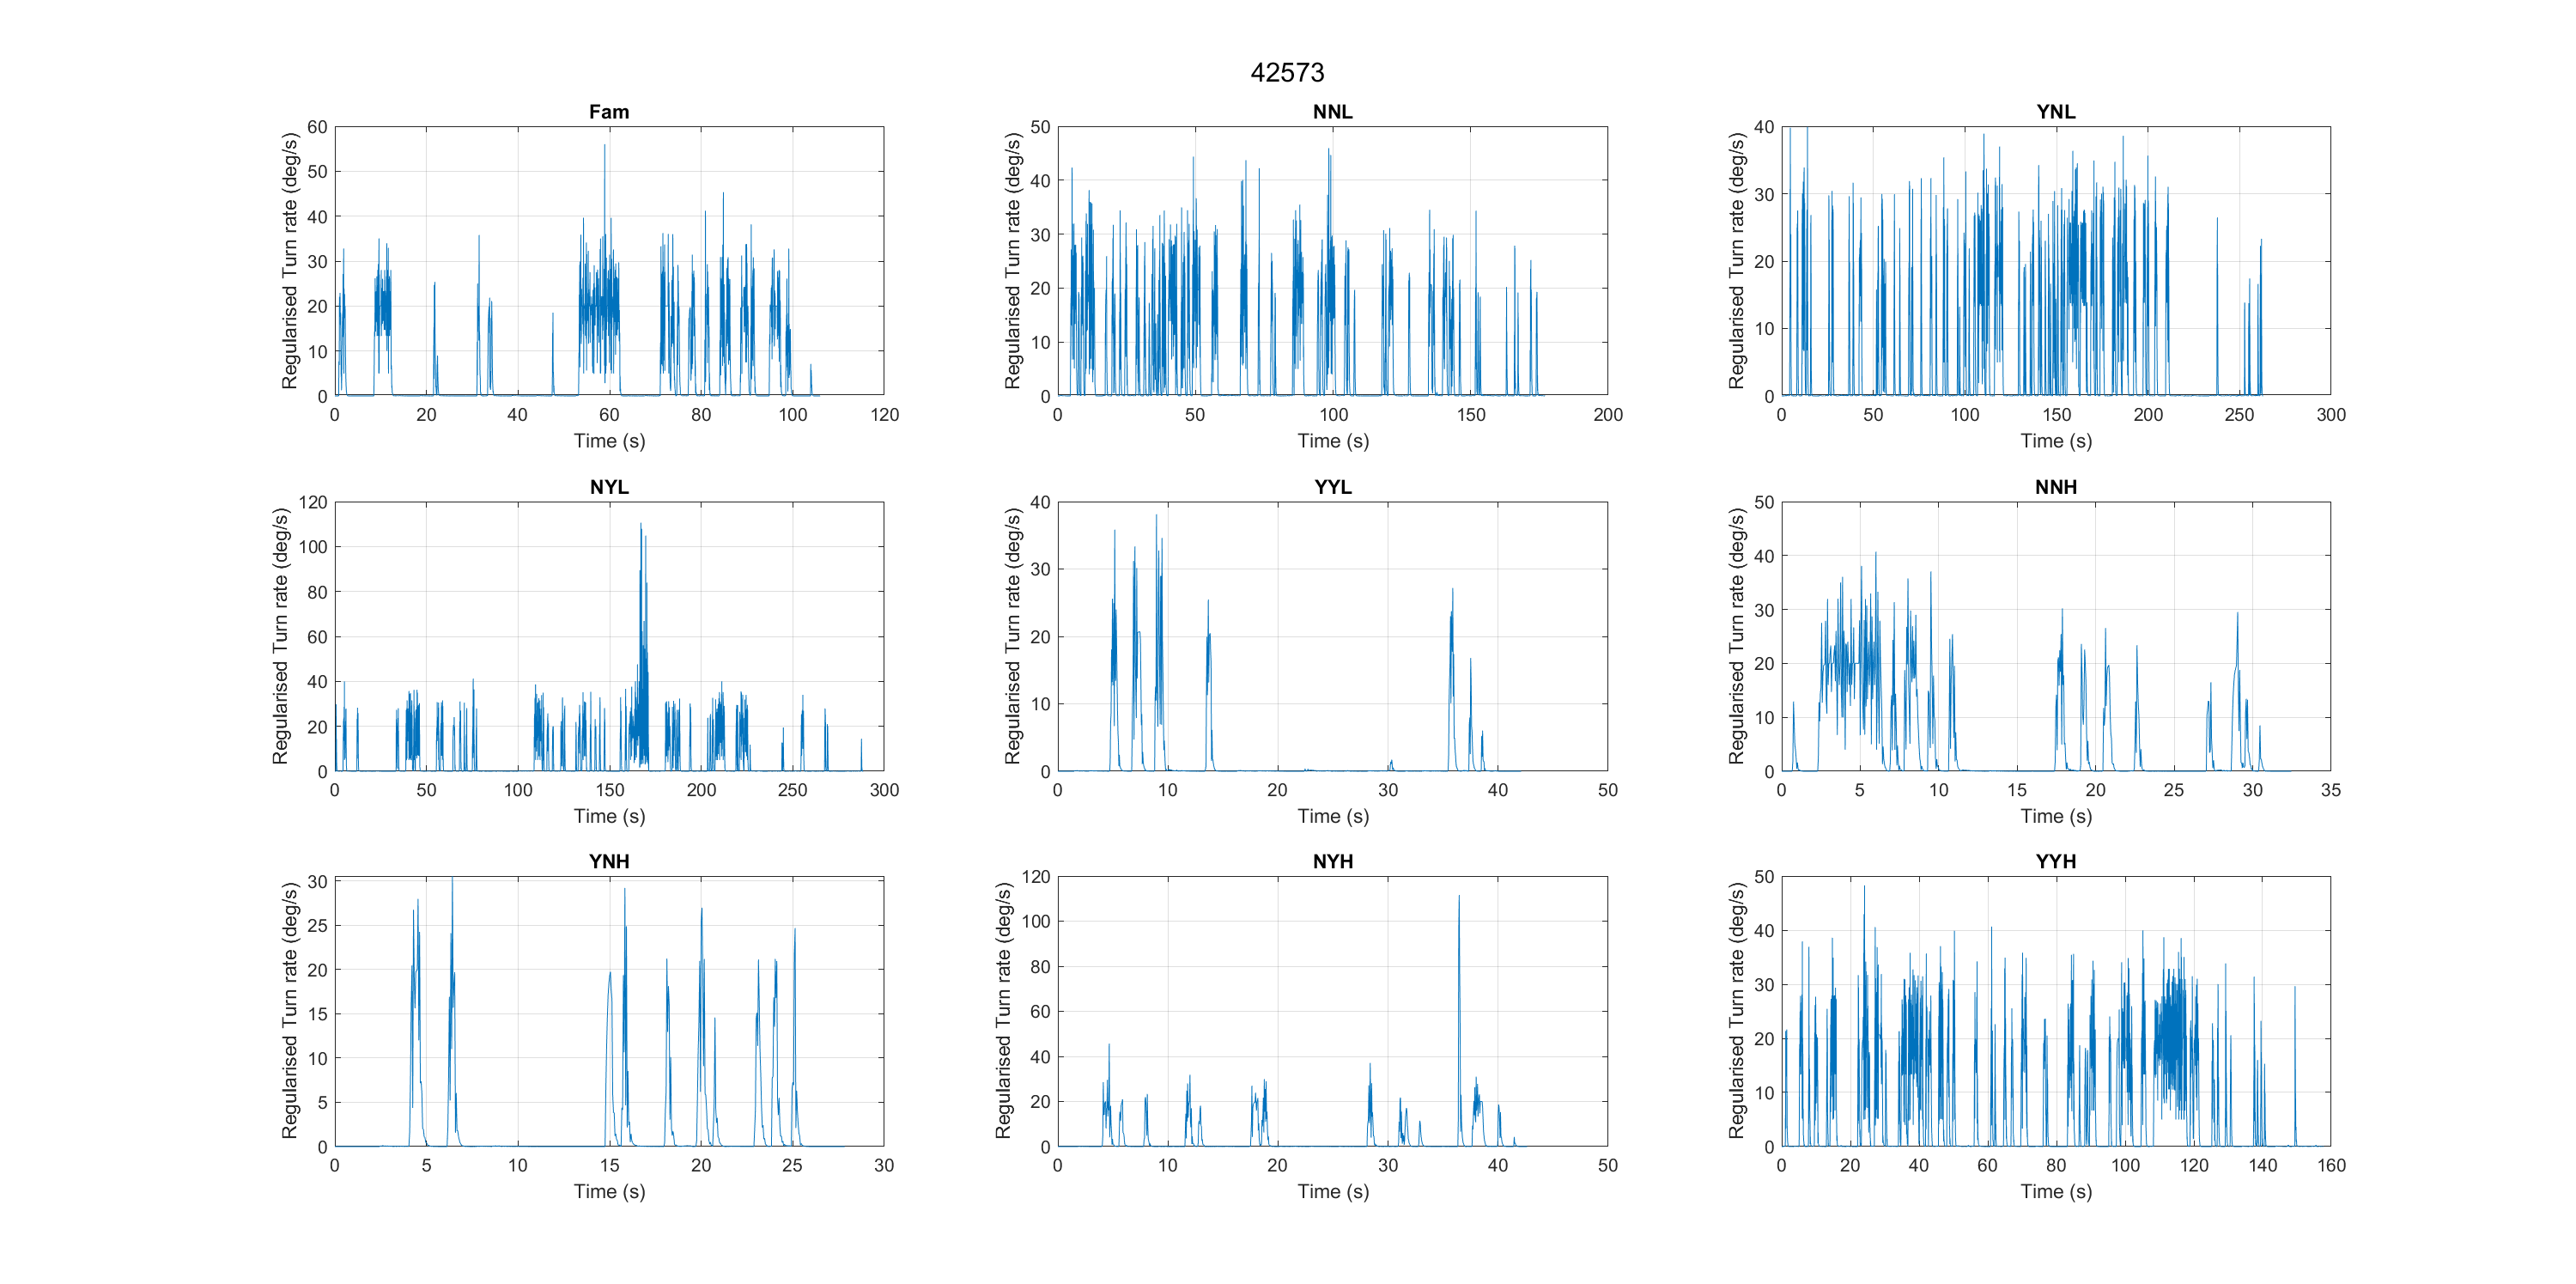 42573
Fam
Regularised Turn rate (deg/s)
60
50
40
30
20
10
0
0 20 40 60 80 100 120
Time (s)
NNL
Regularised Turn rate (deg/s)
50
40
30
20
10
0
0 50 100 150 200
Time (s)
YNL
Regularised Turn rate (deg/s)
40
30
20
10
0
0 50 100 150 200 250 300
Time (s)
NYL
Regularised Turn rate (deg/s)
120
100
80
60
40
20
0
0 50 100 150 200 250 300
Time (s)
YYL
Regularised Turn rate (deg/s)
40
30
20
10
0
0 10 20 30 40 50
Time (s)
NNH
Regularised Turn rate (deg/s)
50
40
30
20
10
0
0 5 10 15 20 25 30 35
Time (s)
YNH
Regularised Turn rate (deg/s)
30
25
20
15
10
5
0
0 5 10 15 20 25 30
Time (s)
NYH
Regularised Turn rate (deg/s)
120
100
80
60
40
20
0
0 10 20 30 40 50
Time (s)
YYH
Regularised Turn rate (deg/s)
50
40
30
20
10
0
0 20 40 60 80 100 120 140 160
Time (s)